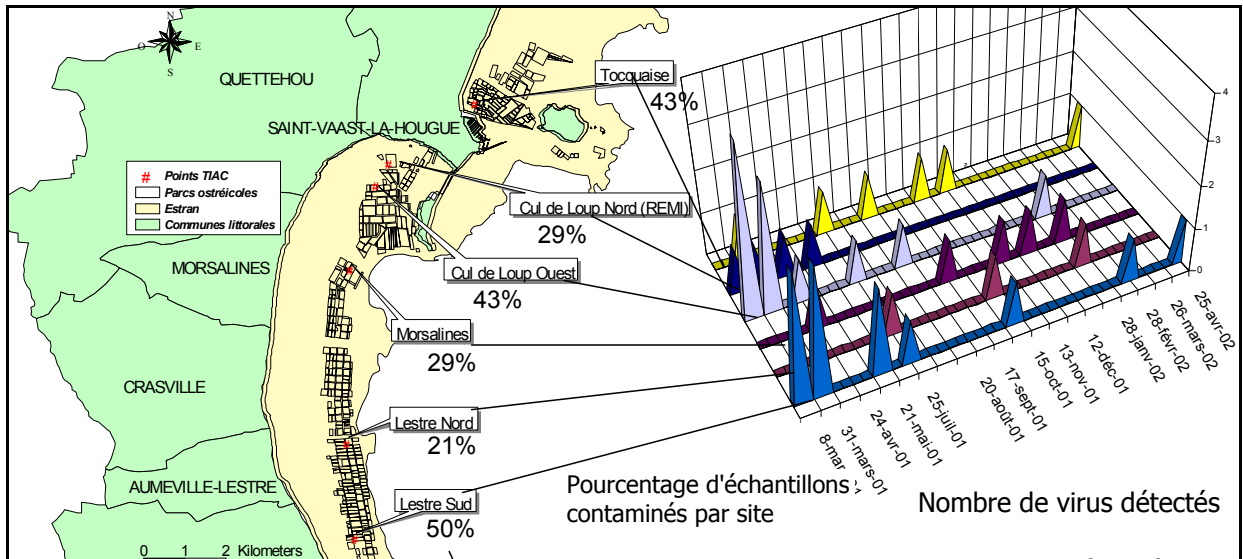 N
O E
S
QUETTEHOU
SAINT-VAAST-LA-HOUGUE
# Points TIAC
Parcs ostréicoles
Estran
Communes littorales
MORSALINES
CRASVILLE
AUMEVILLE-LESTRE
0 1 2 Kilometers
Tocquaise
43%
Cul de Loup Nord (REMI)
29%
Cul de Loup Ouest
43%
Morsalines
29%
Lestre Nord
21%
Lestre Sud
50%
Pourcentage d'échantillons
contaminés par site
Nombre de virus détectés
4
3
2
1
0
8-mar
31-mars-01
24-avr-01
21-mai-01
25-juil-01
20-août-01
17-sept-01
15-oct-01
13-nov-01
12-déc-01
28-janv-02
28-févr-02
26-mars-02
25-avr-02